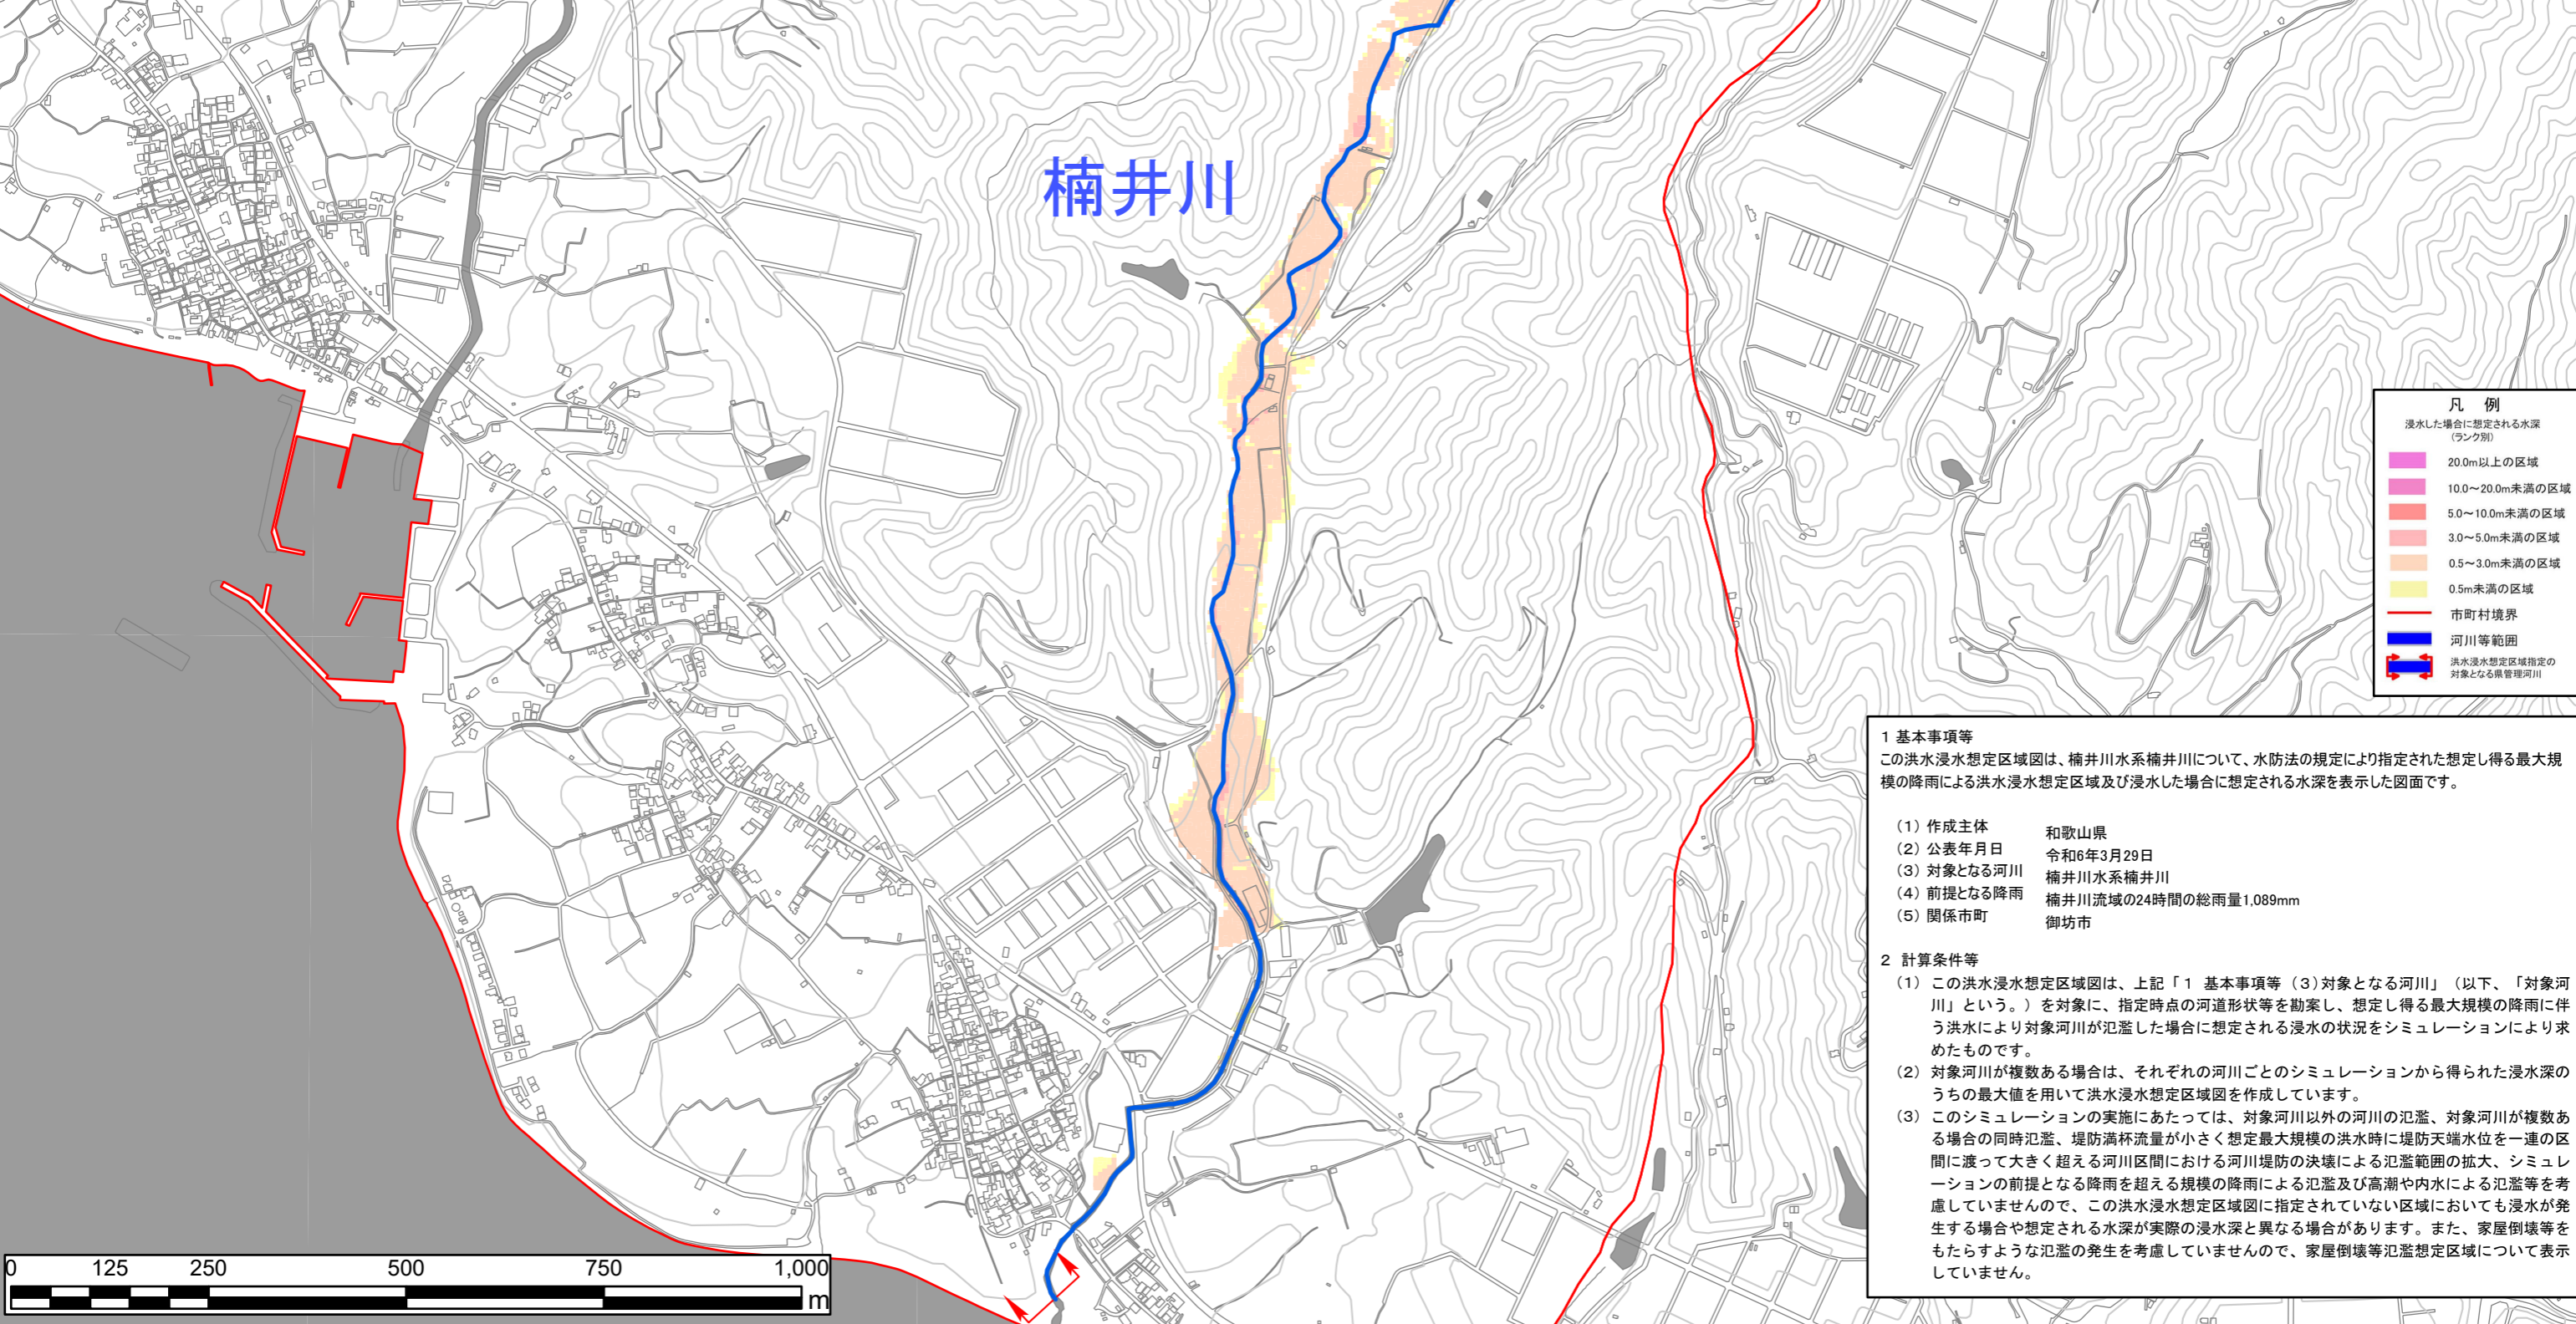 楠井川
凡 例
浸水した場合に想定される水深
(ランク別)
20.0m以上の区域
10.0～20.0m未満の区域
5.0～10.0m未満の区域
3.0～5.0m未満の区域
0.5～3.0m未満の区域
0.5m未満の区域
市町村境界
河川等範囲
洪水浸水想定区域指定の
対象となる県管理河川
1 基本事項等
この洪水浸水想定区域図は、楠井川水系楠井川について、水防法の規定により指定された想定し得る最大規
模の降雨による洪水浸水想定区域及び浸水した場合に想定される水深を表示した図面です。
（1）作成主体 和歌山県
（2）公表年月日 令和6年3月29日
（3）対象となる河川 楠井川水系楠井川
（4）前提となる降雨 楠井川流域の24時間の総雨量1,089mm
（5）関係市町 御坊市
2 計算条件等
（1）この洪水浸水想定区域図は、上記「1 基本事項等（3）対象となる河川」（以下、「対象河
川」という。）を対象に、指定時点の河道形状等を勘案し、想定し得る最大規模の降雨に伴
う洪水により対象河川が氾濫した場合に想定される浸水の状況をシミュレーションにより求
めたものです。
（2）対象河川が複数ある場合は、それぞれの河川ごとのシミュレーションから得られた浸水深の
うちの最大値を用いて洪水浸水想定区域図を作成しています。
（3）このシミュレーションの実施にあたっては、対象河川以外の河川の氾濫、対象河川が複数あ
る場合の同時氾濫、堤防満杯流量が小さく想定最大規模の洪水時に堤防天端水位を一連の区
間に渡って大きく超える河川区間における河川堤防の決壊による氾濫範囲の拡大、シミュレ
ーションの前提となる降雨を超える規模の降雨による氾濫及び高潮や内水による氾濫等を考
慮していませんので、この洪水浸水想定区域図に指定されていない区域においても浸水が発
生する場合や想定される水深が実際の浸水深と異なる場合があります。また、家屋倒壊等を
もたらすような氾濫の発生を考慮していませんので、家屋倒壊等氾濫想定区域について表示
していません。
0 125 250 500 750 1,000
m